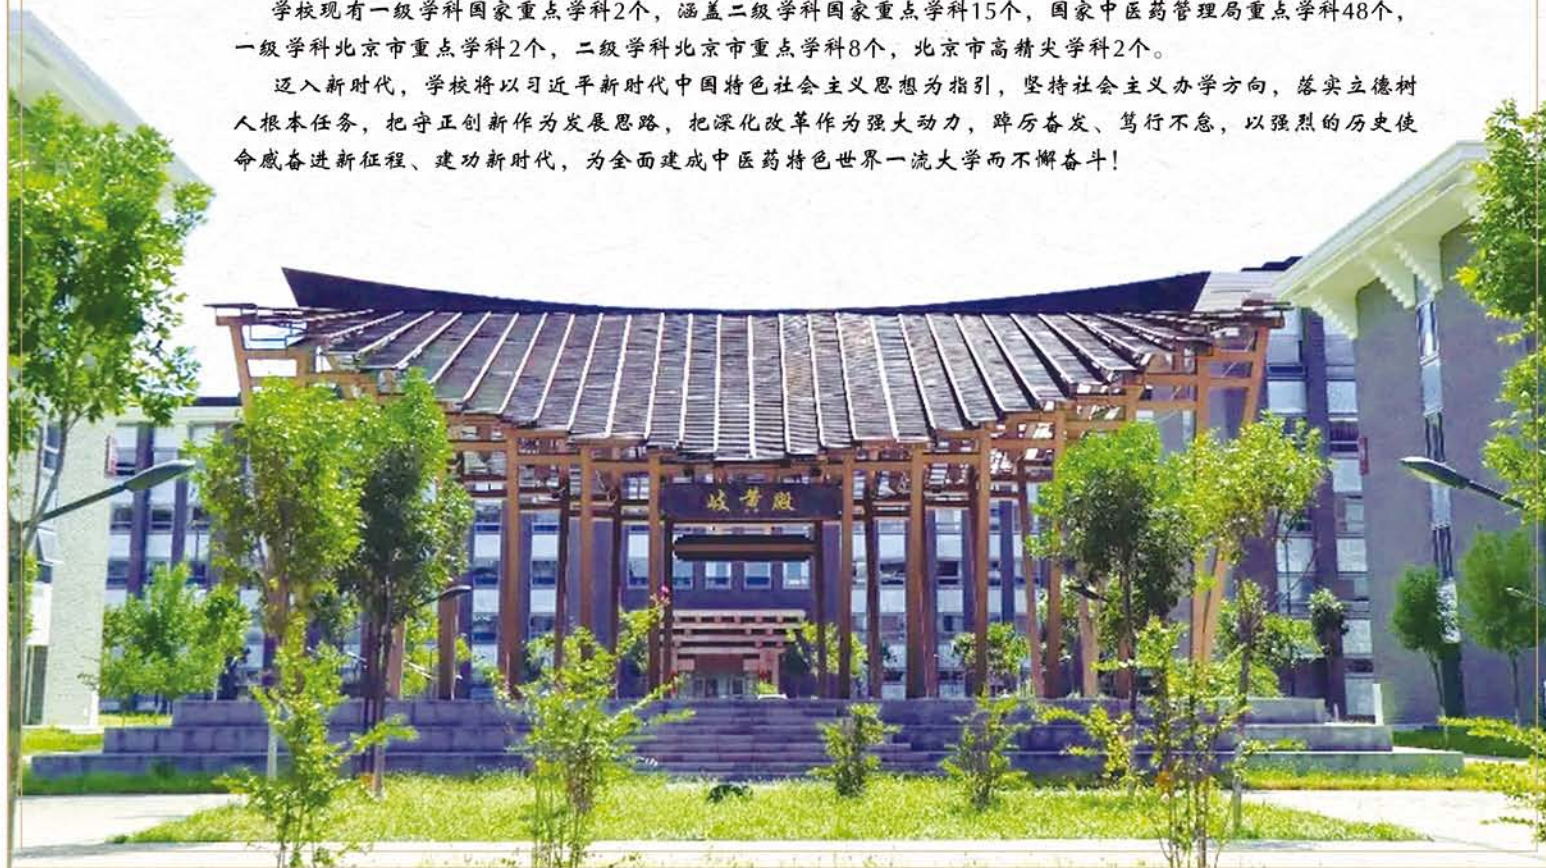 学校现有一级学科国家重点学科2个，涵盖二级学科国家重点学科15个，国家中医药管理局重点学科48个，
一级学科北京市重点学科2个，二级学科北京市重点学科8个，北京市高精尖学科2个。
迈入新时代，学校将以习近平新时代中国特色社会主义思想为指引，坚持社会主义办学方向，落实立德树
人根本任务，把守正创新作为发展思路，把深化改革作为强大动力，踔厉奋发、笃行不怠，以强烈的历史使
命感奋进新征程、建功新时代，为全面建成中医药特色世界一流大学而不懈奋斗！
岐黄殿